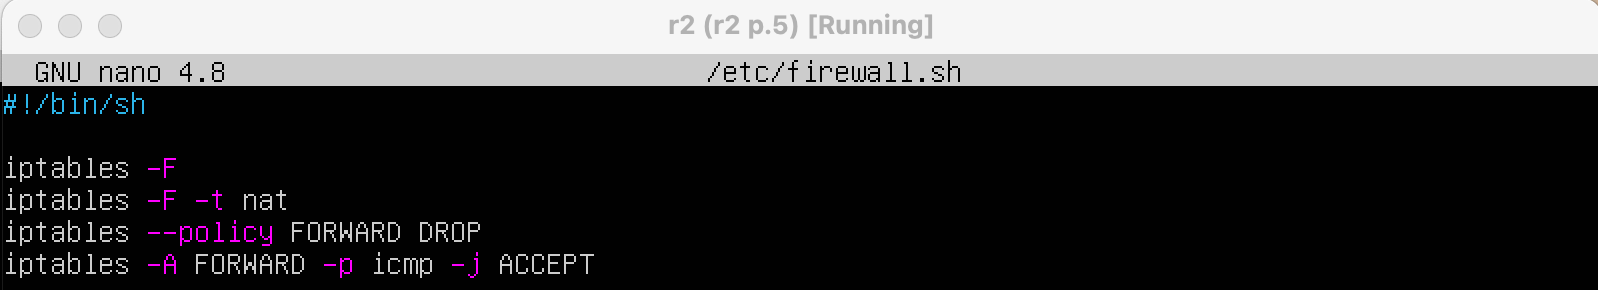 r2 (r2 p.5) [Running]
GNU nano 4.8 /etc/firewall.sh
#!/bin/sh
iptables -F
iptables -F -t nat
iptables --policy FORWARD DROP
iptables -A FORWARD -p icmp -j ACCEPT